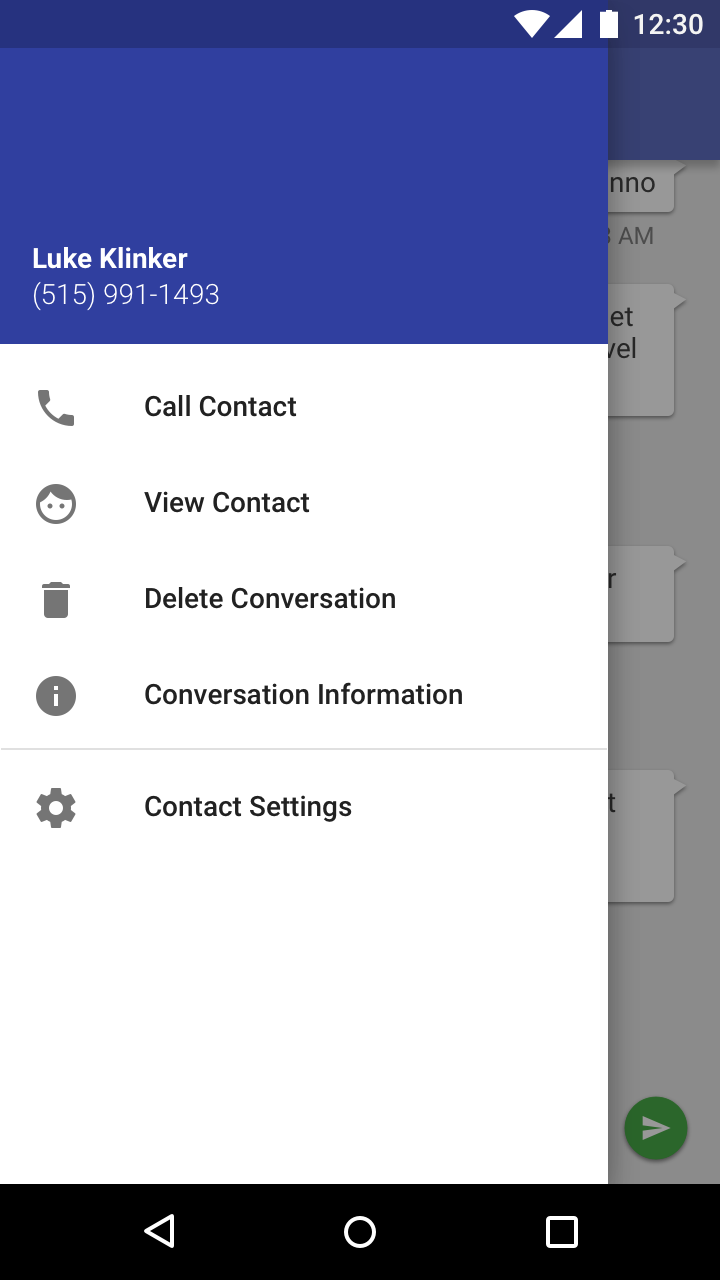 12:30
Luke Klinker
(515) 991-1493
Call Contact
View Contact
Delete Conversation
Conversation Information
Contact Settings
nno
AM
et
vel
r
t